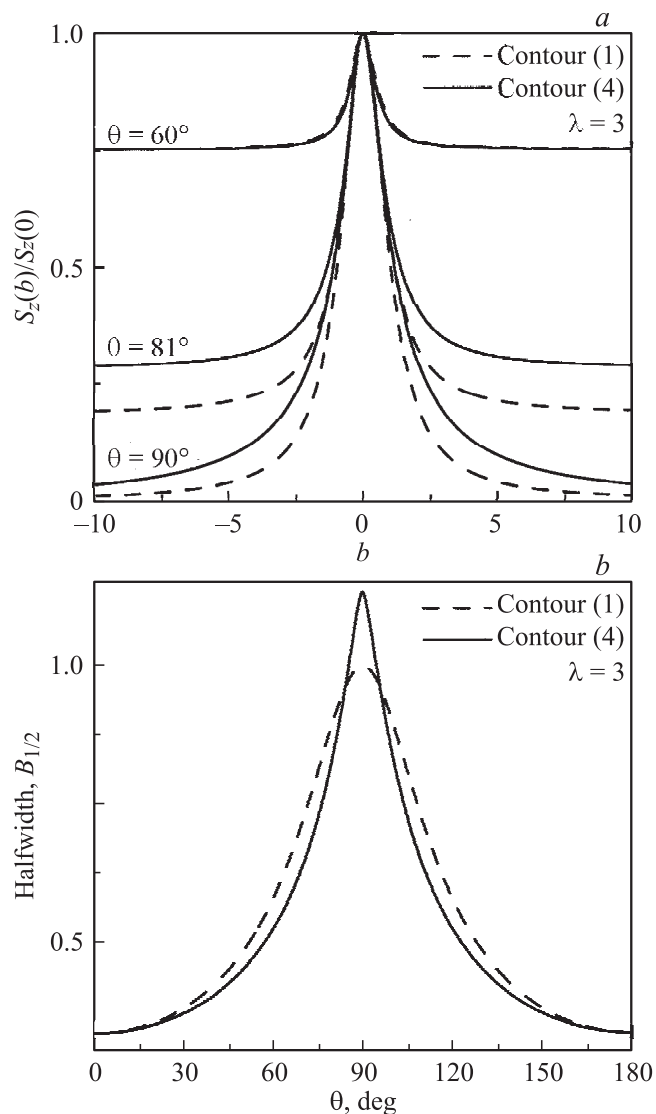 a
1.0
Contour (1)
Contour (4)
λ = 3
θ = 60°
0.5
S_z(b)/S_z(0)
θ = 81°
θ = 90°
0
–10
–5
0
5
10
b
b
Contour (1)
Contour (4)
λ = 3
1.0
Halfwidth, B_{1/2}
0.5
0
30
60
90
120
150
180
θ, deg